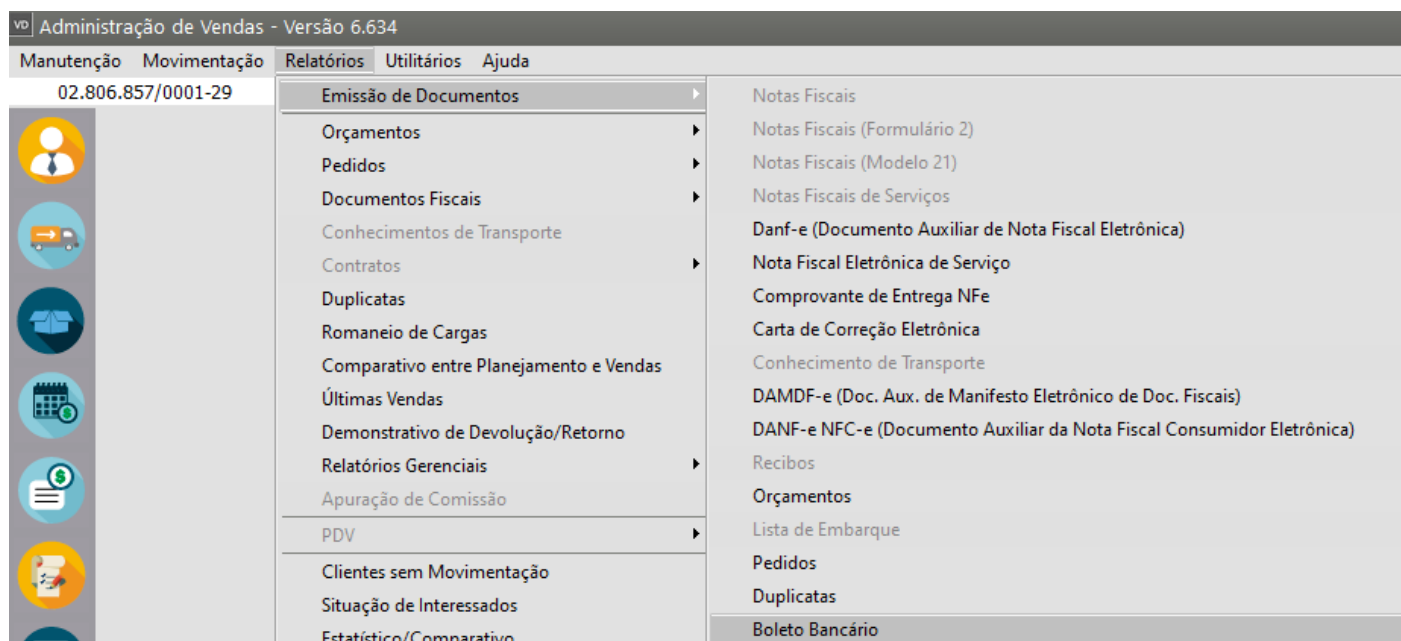 VD Administração de Vendas - Versão 6.634
Manutenção Movimentação Relatórios Utilitários Ajuda
02.806.857/0001-29
Emissão de Documentos
Orçamentos
Pedidos
Documentos Fiscais
Conhecimentos de Transporte
Contratos
Duplicatas
Romaneio de Cargas
Comparativo entre Planejamento e Vendas
Últimas Vendas
Demonstrativo de Devolução/Retorno
Relatórios Gerenciais
Apuração de Comissão
PDV
Clientes sem Movimentação
Situação de Interessados
Estatístico/Comparativo
Notas Fiscais
Notas Fiscais (Formulário 2)
Notas Fiscais (Modelo 21)
Notas Fiscais de Serviços
Danf-e (Documento Auxiliar de Nota Fiscal Eletrônica)
Nota Fiscal Eletrônica de Serviço
Comprovante de Entrega NFe
Carta de Correção Eletrônica
Conhecimento de Transporte
DAMDF-e (Doc. Aux. de Manifesto Eletrônico de Doc. Fiscais)
DANF-e NFC-e (Documento Auxiliar da Nota Fiscal Consumidor Eletrônica)
Recibos
Orçamentos
Lista de Embarque
Pedidos
Duplicatas
Boleto Bancário